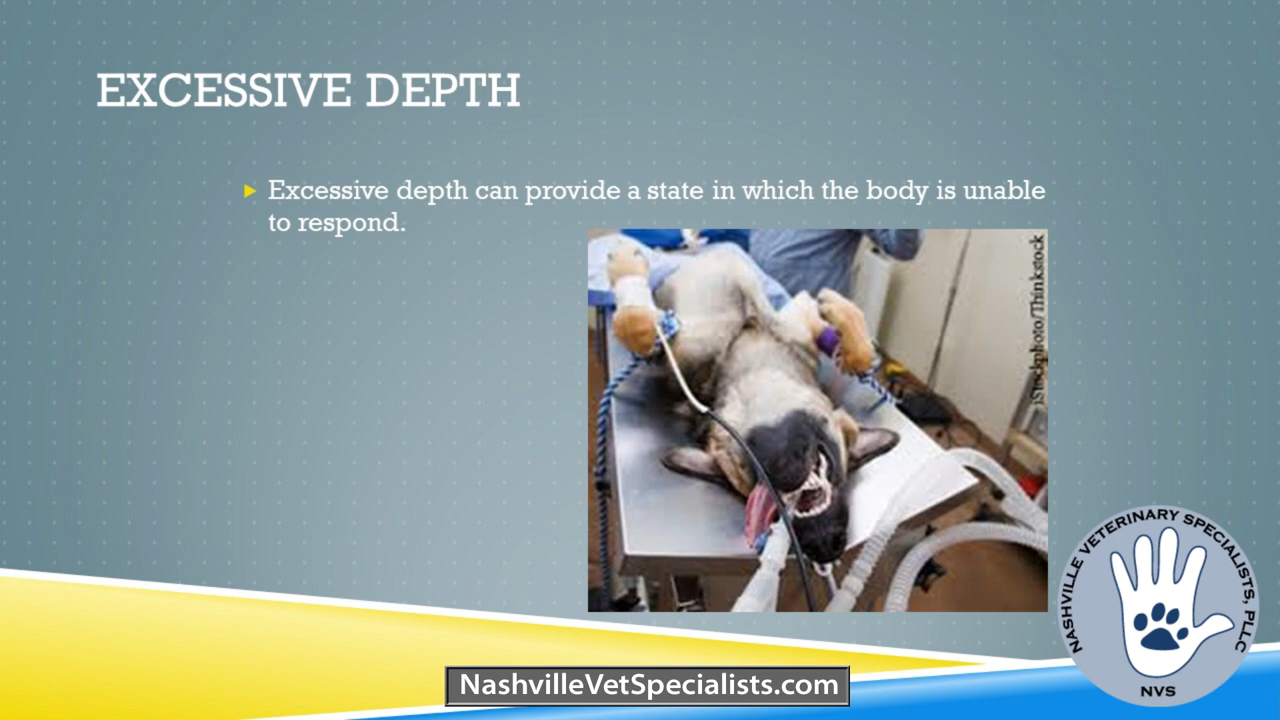 EXCESSIVE DEPTH
Excessive depth can provide a state in which the body is unable
to respond.
iStockphoto/Thinkstock
NASHVILLE VETERINARY SPECIALISTS, PLLC
NVS
NashvilleVetSpecialists.com